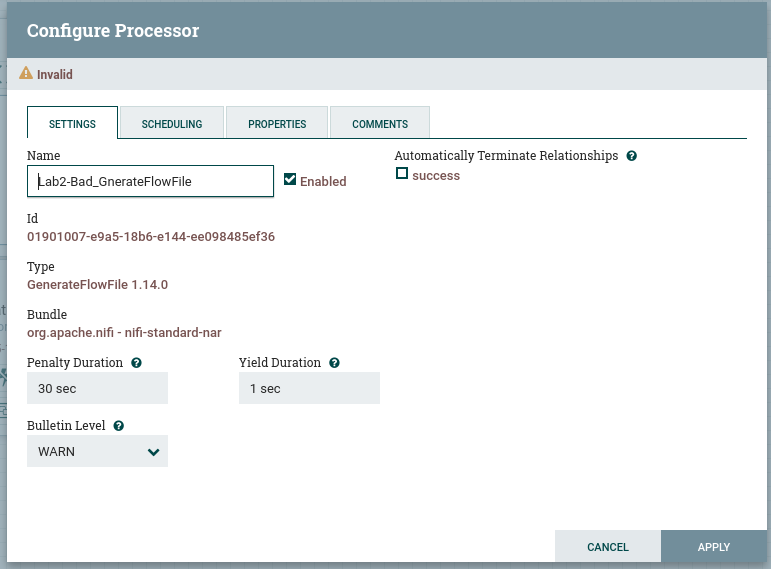 Configure Processor
Invalid
SETTINGS SCHEDULING PROPERTIES COMMENTS
Name
Lab2-Bad_GnerateFlowFile
Enabled
Automatically Terminate Relationships
success
Id
01901007-e9a5-18b6-e144-ee098485ef36
Type
GenerateFlowFile 1.14.0
Bundle
org.apache.nifi - nifi-standard-nar
Penalty Duration Yield Duration
30 sec 1 sec
Bulletin Level
WARN
CANCEL APPLY